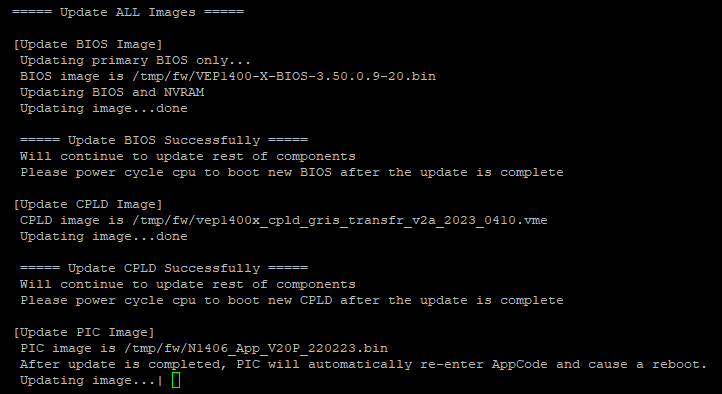 ===== Update ALL Images =====
[Update BIOS Image]
Updating primary BIOS only...
BIOS image is /tmp/fw/VEP1400-X-BIOS-3.50.0.9-20.bin
Updating BIOS and NVRAM
Updating image...done
===== Update BIOS Successfully =====
Will continue to update rest of components
Please power cycle cpu to boot new BIOS after the update is complete
[Update CPLD Image]
CPLD image is /tmp/fw/vep1400x_cpld_gris_transfr_v2a_2023_0410.vme
Updating image...done
===== Update CPLD Successfully =====
Will continue to update rest of components
Please power cycle cpu to boot new CPLD after the update is complete
[Update PIC Image]
PIC image is /tmp/fw/N1406_App_V20P_220223.bin
After update is completed, PIC will automatically re-enter AppCode and cause a reboot.
Updating image...|